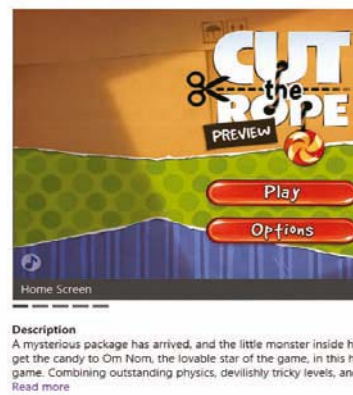 CUT
the
ROPE
PREVIEW
Play
Options
Home Screen
Description
A mysterious package has arrived, and the little monster inside h
get the candy to Om Nom, the lovable star of the game, in this h
game. Combining outstanding physics, devilishly tricky levels, an
Read more